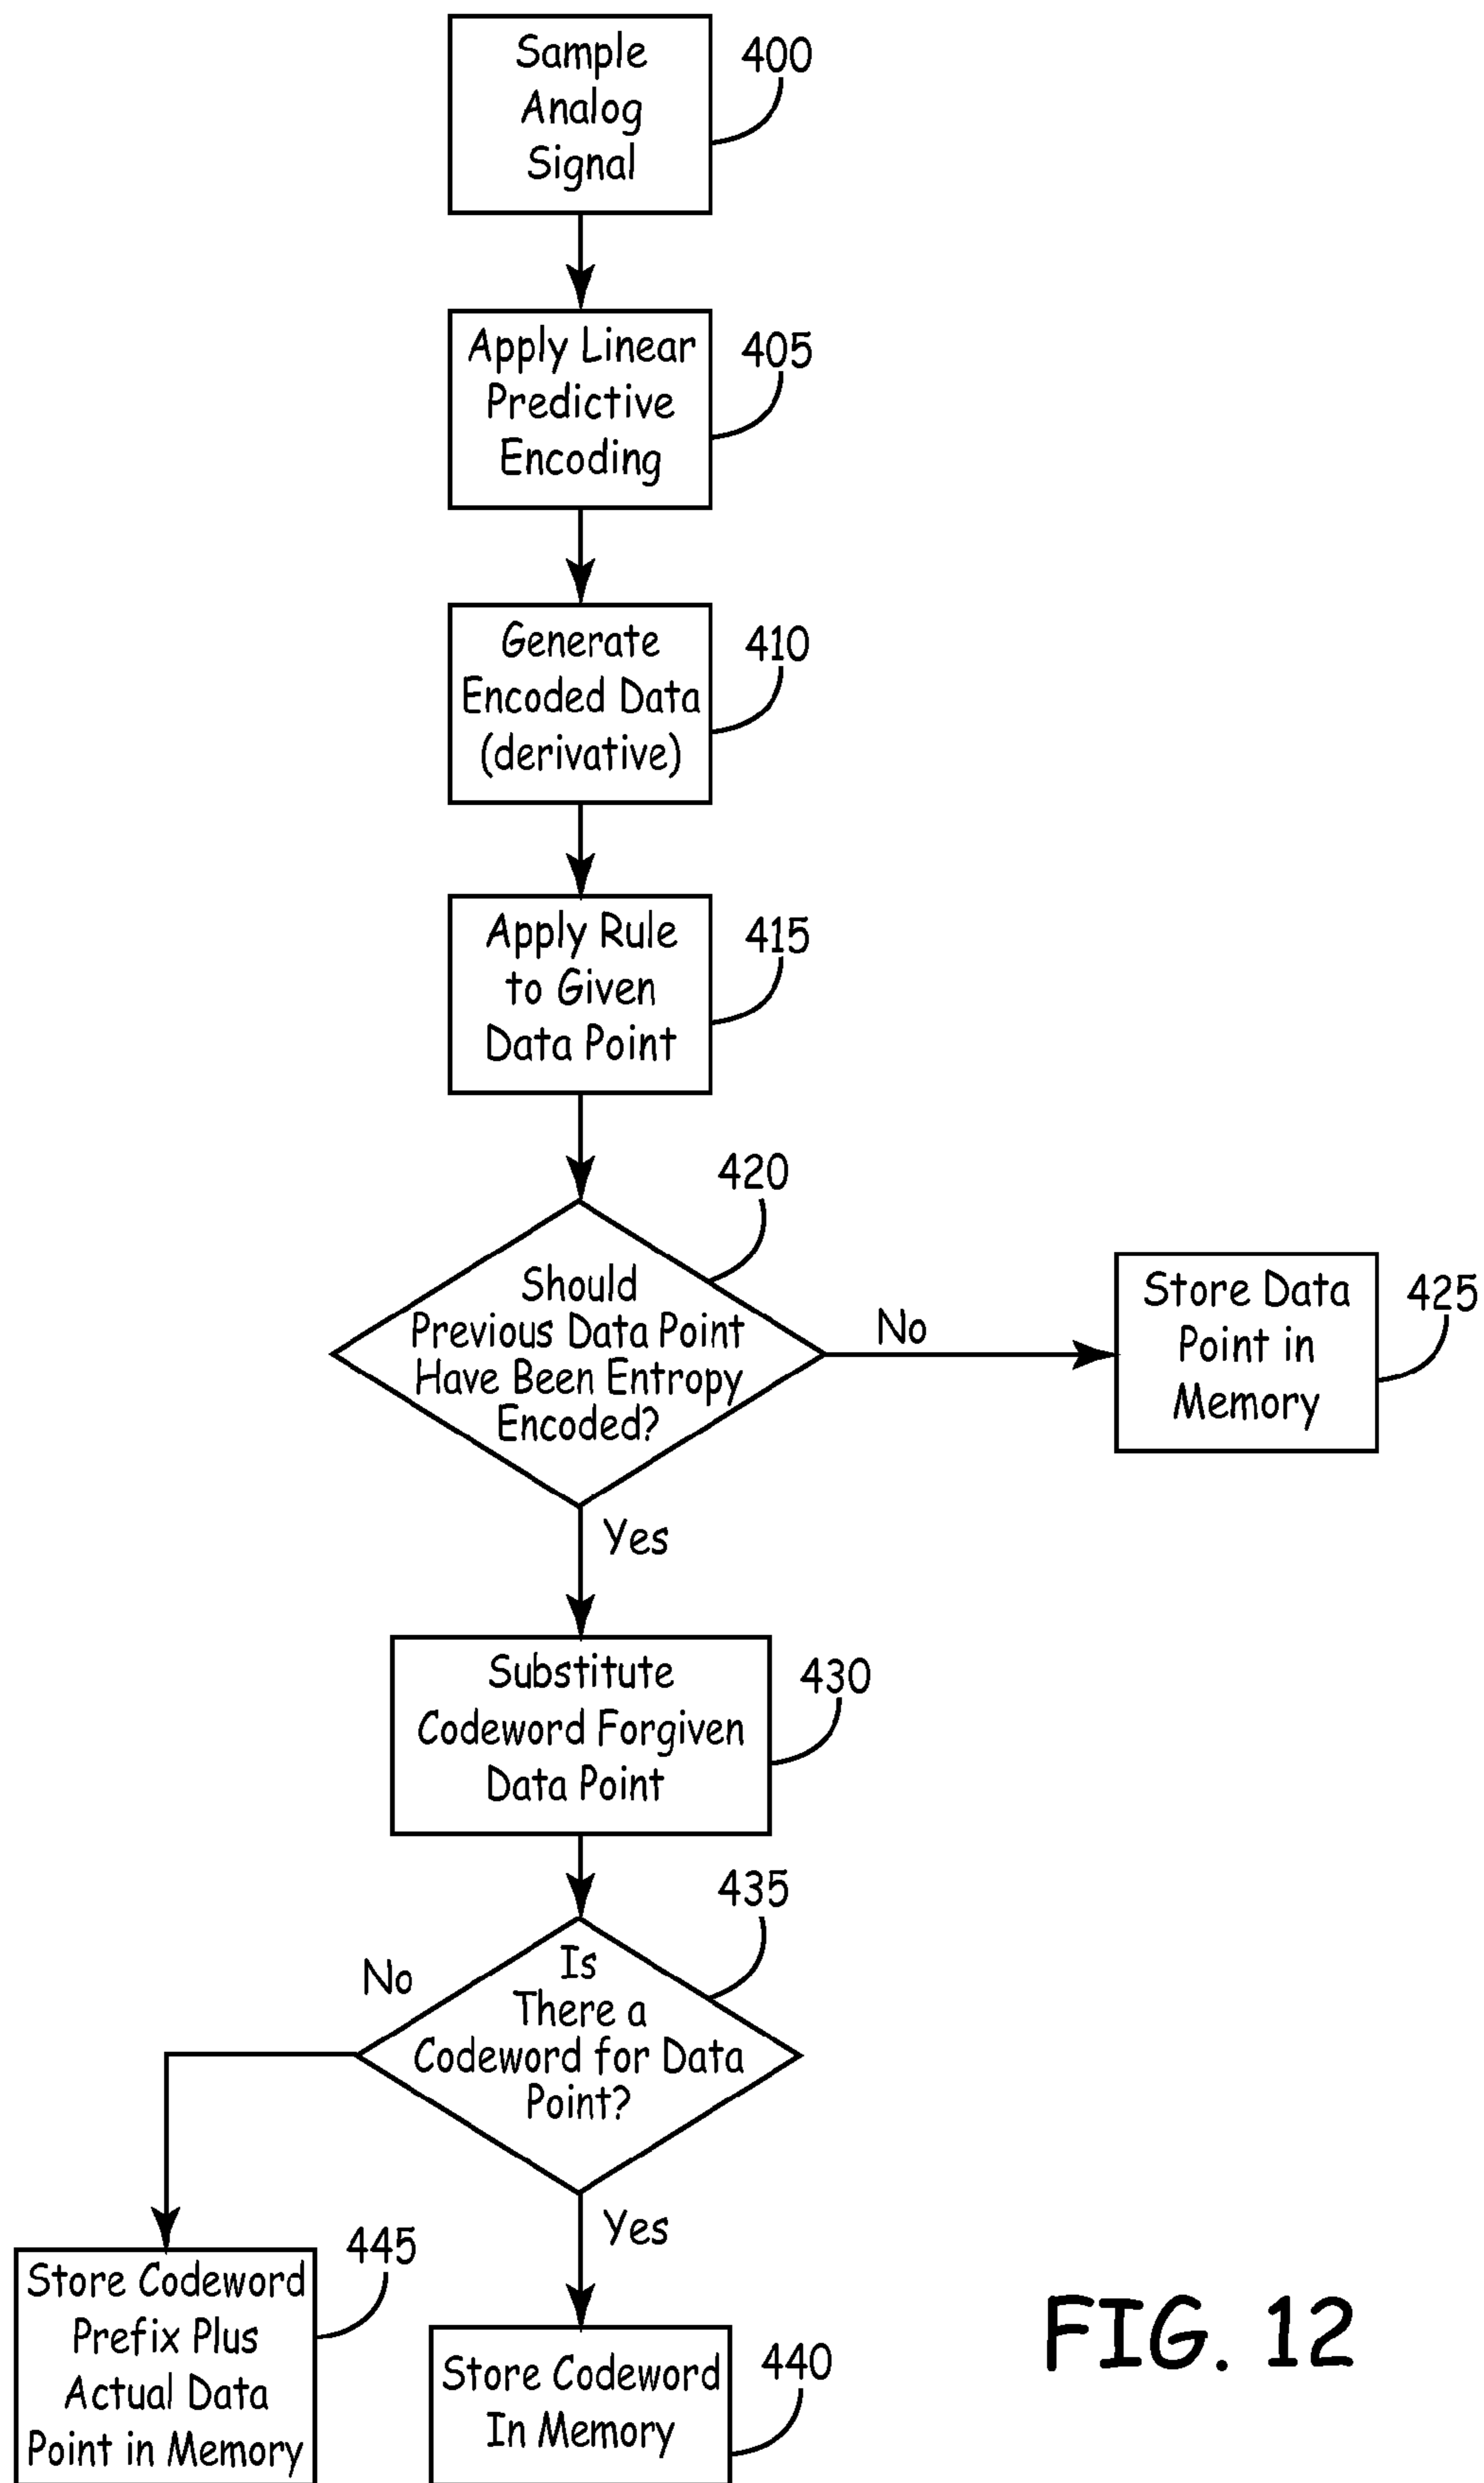 Sample
Analog
Signal
400
Apply Linear
Predictive
Encoding
405
Generate
Encoded Data
(derivative)
410
Apply Rule
to Given
Data Point
415
420
Should
Previous Data Point
Have Been Entropy
Encoded?
No
Store Data
Point in
Memory
425
Yes
Substitute
Codeword Forgiven
Data Point
430
435
Is
There a
Codeword for Data
Point?
No
Yes
445
Store Codeword
Prefix Plus
Actual Data
Point in Memory
Store Codeword
In Memory
440
FIG. 12